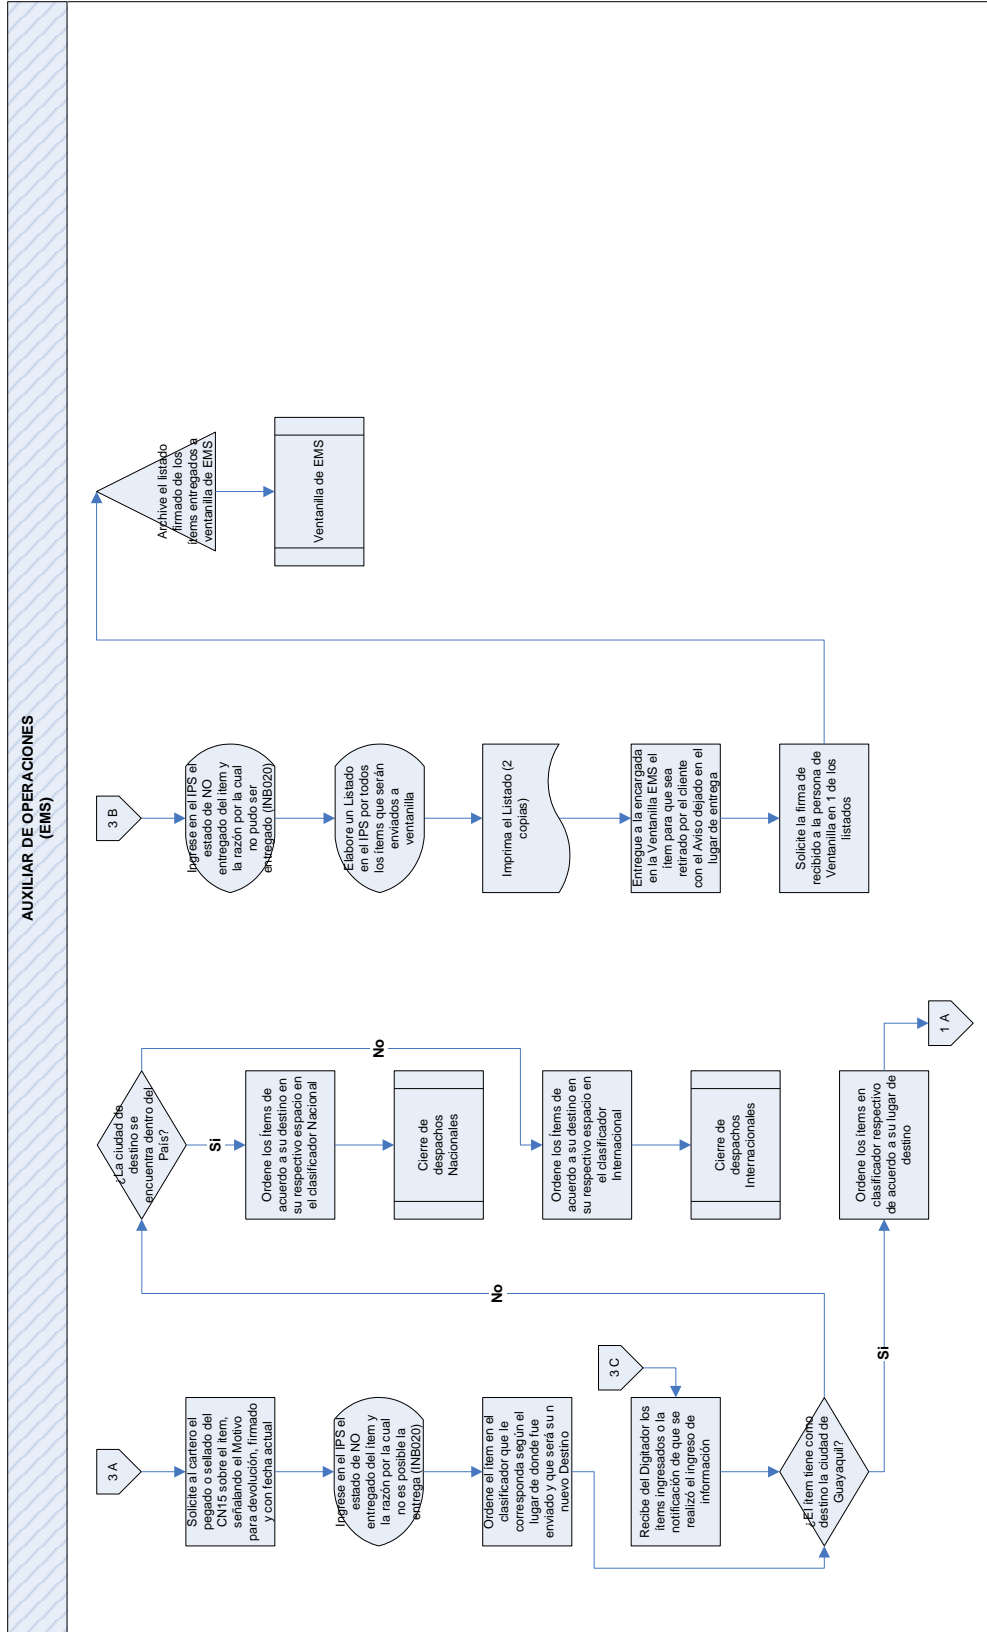 AUXILIAR DE OPERACIONES
(EMS)
3 A
Solicite al cartero el
pegado o sellado del
CN15 sobre el item,
señalando el Motivo
para devolución, firmado
y con fecha actual
Ingrese en el IPS el
estado de NO
entregado del ítem y
la razón por la cual
no es posible la
entrega (INB020)
Ordene el ítem en el
clasificador que le
corresponda según el
lugar de donde fue
enviado y que será su n
nuevo Destino
3 C
Recibe del Digitador los
ítems ingresados o la
notificación de que se
realizó el ingreso de
información
¿El ítem tiene como
destino la ciudad de
Guayaquil?
No
Si
¿La ciudad de
destino se
encuentra dentro del
País?
Si
No
Ordene los ítems de
acuerdo a su destino en
su respectivo espacio en
el clasificador Nacional
Cierre de
despachos
Nacionales
Ordene los ítems de
acuerdo a su destino en
su respectivo espacio en
el clasificador
Internacional
Cierre de
despachos
Internacionales
Ordene los items en
clasificador respectivo
de acuerdo a su lugar de
destino
1 A
3 B
Ingrese en el IPS el
estado de NO
entregado del item y
la razón por la cual
no pudo ser
entregado (INB020)
Elabore un Listado
en el IPS por todos
los ítems que serán
enviados a
ventanilla
Imprima el Listado (2
copias)
Entregue a la encargada
en la Ventanilla EMS el
ítem para que sea
retirado por el cliente
con el Aviso dejado en el
lugar de entrega
Solicite la firma de
recibido a la persona de
Ventanilla en 1 de los
listados
Archive el listado
firmado de los
ítems entregados a
ventanilla de EMS
Ventanilla de EMS